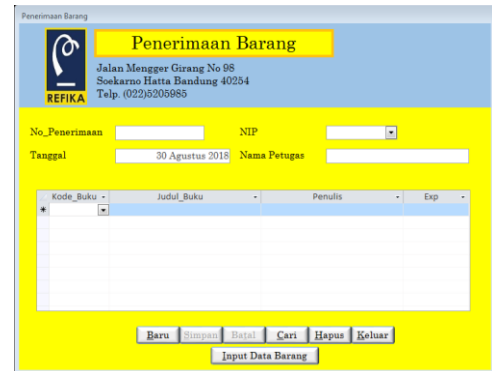 Penerimaan Barang
Penerimaan Barang
Jalan Mengger Girang No 98
Soekarno Hatta Bandung 40254
Telp. (022)5205985
REFIKA
No_Penerimaan NIP
Tanggal 30 Agustus 2018 Nama Petugas
Kode_Buku Judul_Buku Penulis Exp
Baru Simpan Batal Cari Hapus Keluar
Input Data Barang